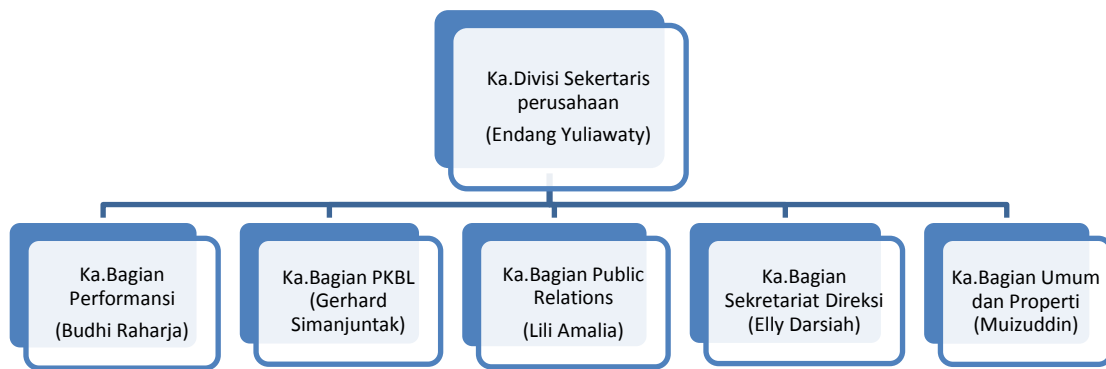 Ka.Divisi Sekertaris
perusahaan
(Endang Yuliawaty)
Ka.Bagian
Performansi
(Budhi Raharja)
Ka.Bagian PKBL
(Gerhard
Simanjuntak)
Ka.Bagian Public
Relations
(Lili Amalia)
Ka.Bagian
Sekretariat Direksi
(Elly Darsiah)
Ka.Bagian Umum
dan Properti
(Muizuddin)